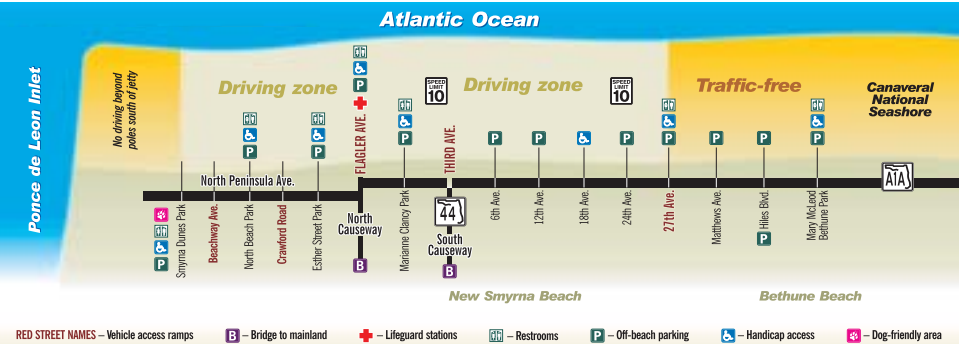 Atlantic Ocean
Ponce de Leon Inlet
No driving beyond
poles south of jetty
Driving zone
Driving zone
Traffic-free
Canaveral
National
Seashore
SPEED
LIMIT
10
SPEED
LIMIT
10
P
P
P
P
P
P
P
P
P
P
FLAGLER AVE.
THIRD AVE.
North Peninsula Ave.
A1A
P
Smyrna Dunes Park
Beachway Ave.
North Beach Park
Crawford Road
Esther Street Park
North
Causeway
B
Marianne Clancy Park
44
South
Causeway
B
6th Ave.
12th Ave.
18th Ave.
24th Ave.
27th Ave.
Matthews Ave.
Hiles Blvd.
P
Mary McLeod
Bethune Park
New Smyrna Beach
Bethune Beach
RED STREET NAMES – Vehicle access ramps
B – Bridge to mainland
– Lifeguard stations
– Restrooms
P – Off-beach parking
– Handicap access
– Dog-friendly area